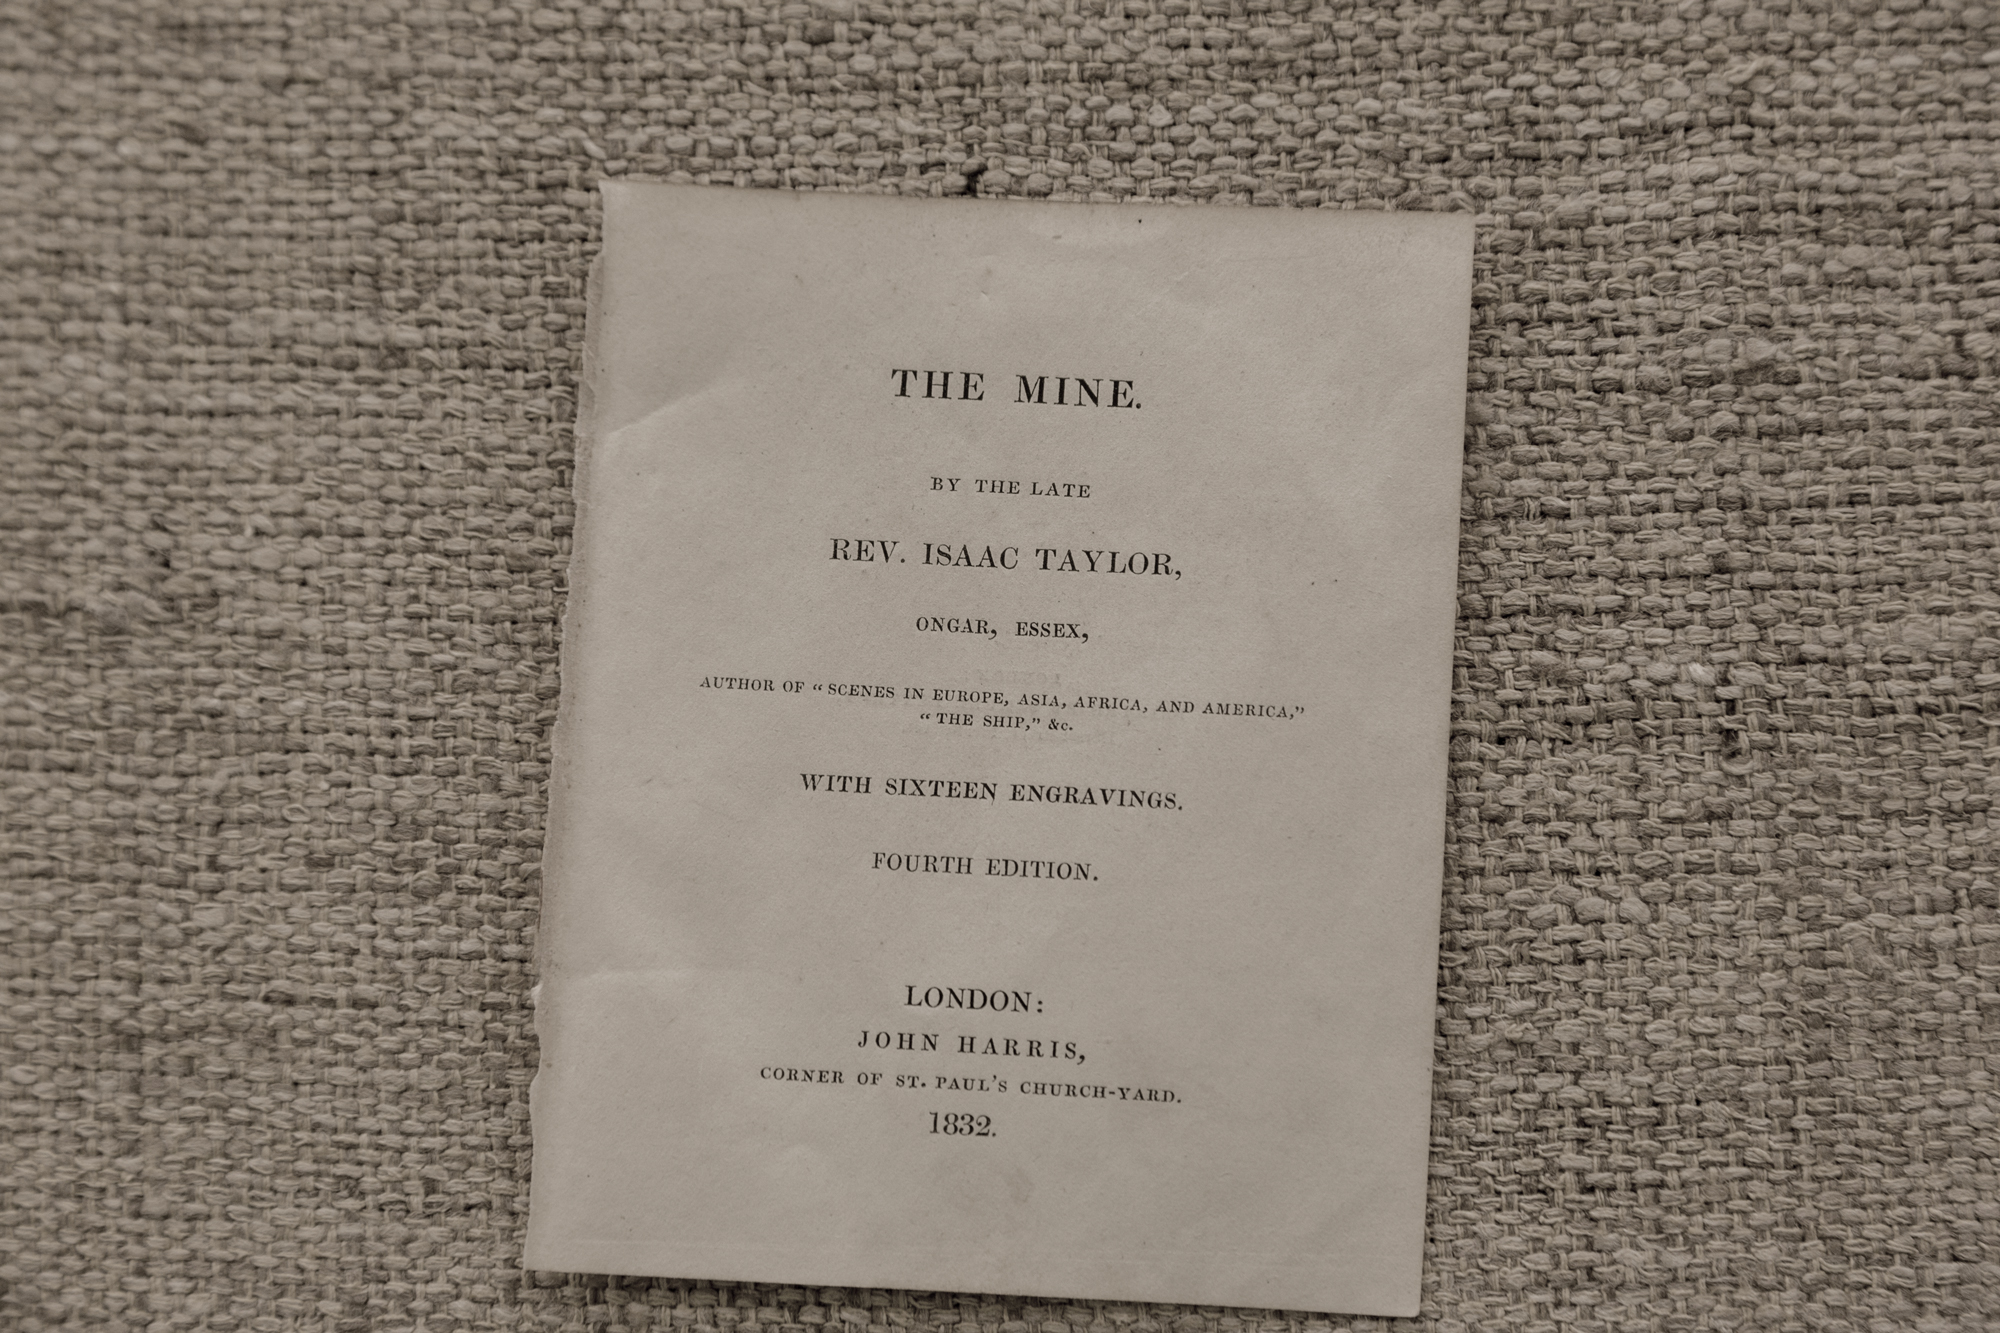 THE MINE.
BY THE LATE
REV. ISAAC TAYLOR,
ONGAR, ESSEX,
AUTHOR OF “SCENES IN EUROPE, ASIA, AFRICA, AND AMERICA,”
“THE SHIP,” &c.
WITH SIXTEEN ENGRAVINGS.
FOURTH EDITION.
LONDON:
JOHN HARRIS,
CORNER OF ST. PAUL'S CHURCH-YARD.
1832.